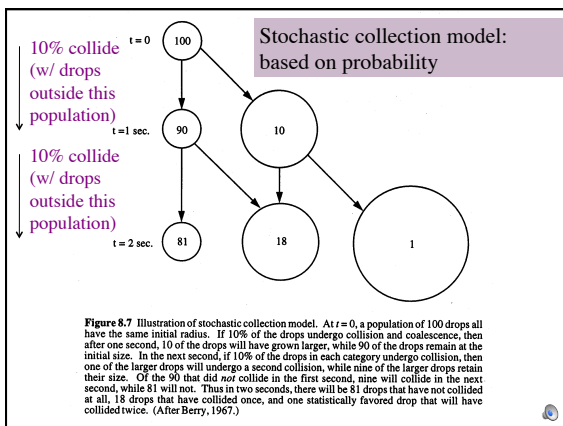 Stochastic collection model:
based on probability
10% collide
(w/ drops
outside this
population)
t = 0
100
t =1 sec.
90
10
10% collide
(w/ drops
outside this
population)
t = 2 sec.
81
18
1
Figure 8.7 Illustration of stochastic collection model. At t = 0, a population of 100 drops all
have the same initial radius. If 10% of the drops undergo collision and coalescence, then
after one second, 10 of the drops will have grown larger, while 90 of the drops remain at the
initial size. In the next second, if 10% of the drops in each category undergo collision, then
one of the larger drops will undergo a second collision, while nine of the larger drops retain
their size. Of the 90 that did not collide in the first second, nine will collide in the next
second, while 81 will not. Thus in two seconds, there will be 81 drops that have not collided
at all, 18 drops that have collided once, and one statistically favored drop that will have
collided twice. (After Berry, 1967.)